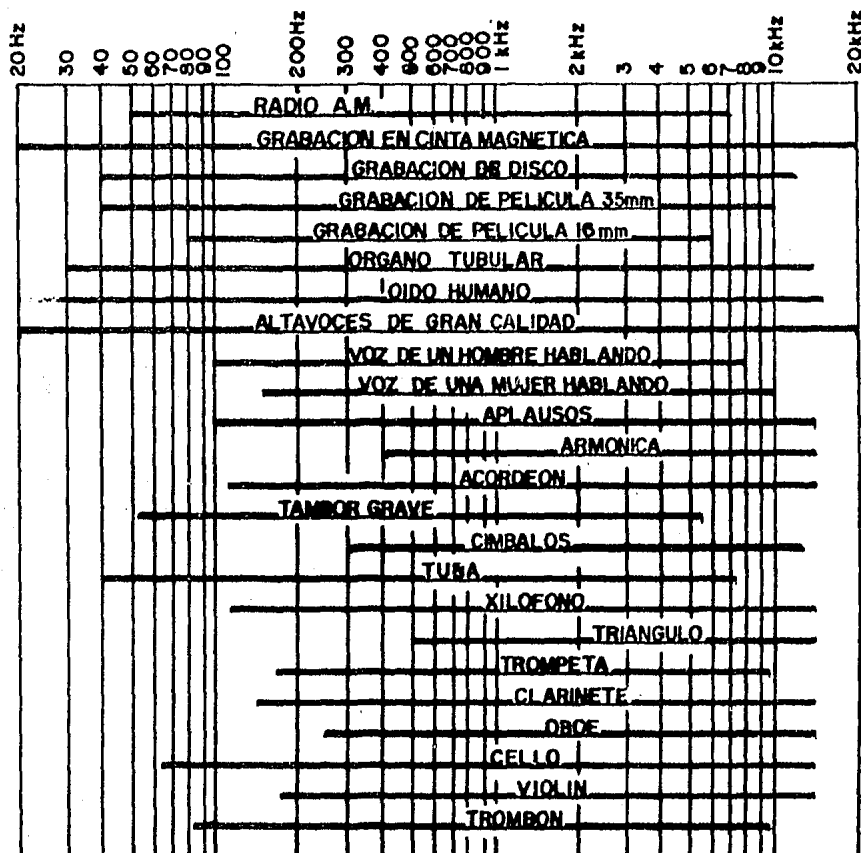 20Hz 30 40 50 60 70 80 90 100 200Hz 300 400 500 600 700 800 900 1kHz 2kHz 3 4 5 6 7 8 9 10kHz 20kHz
RADIO A.M.
GRABACION EN CINTA MAGNETICA
GRABACION DE DISCO
GRABACION DE PELICULA 35mm
GRABACION DE PELICULA 16mm
ORGANO TUBULAR
OIDO HUMANO
ALTAVOCES DE GRAN CALIDAD
VOZ DE UN HOMBRE HABLANDO
VOZ DE UNA MUJER HABLANDO
APLAUSOS
ARMONICA
ACORDEON
TAMBOR GRAVE
CIMBALOS
TUBA
XILOFONO
TRIANGULO
TROMPETA
CLARINETE
OBOE
CELLO
VIOLIN
TROMBON